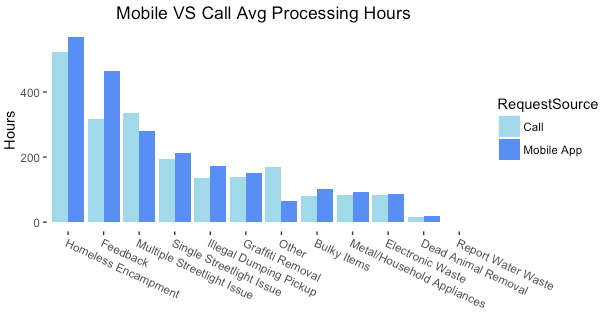 Mobile VS Call Avg Processing Hours
Hours
400
200
0
Homeless Encampment
Feedback
Multiple Streetlight Issue
Single Streetlight Issue
Illegal Dumping Pickup
Graffiti Removal
Other
Bulky Items
Metal/Household Appliances
Electronic Waste
Dead Animal Removal
Report Water Waste
RequestSource
Call
Mobile App